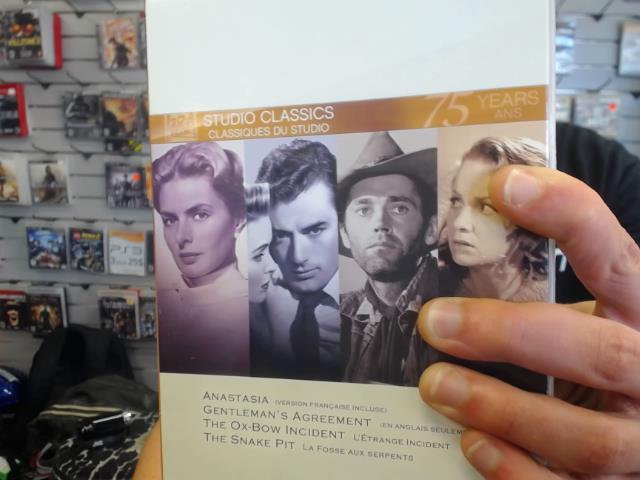 STUDIO CLASSICS
75 YEARS
CLASSIQUES DU STUDIO
ANS
ANASTASIA (VERSION FRANÇAISE INCLUSE)
GENTLEMAN'S AGREEMENT (EN ANGLAIS
THE OX-BOW INCIDENT L'ÉTRANGE INCIDENT
THE SNAKE PIT LA FOSSE AUX SERPENTS
PS3